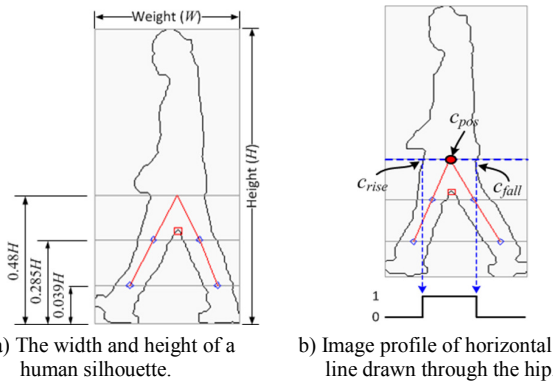 Weight (W)
Height (H)
0.48H
0.285H
0.039H
a) The width and height of a
human silhouette.
c_pos
c_rise
c_fall
1
0
b) Image profile of horizontal
line drawn through the hip